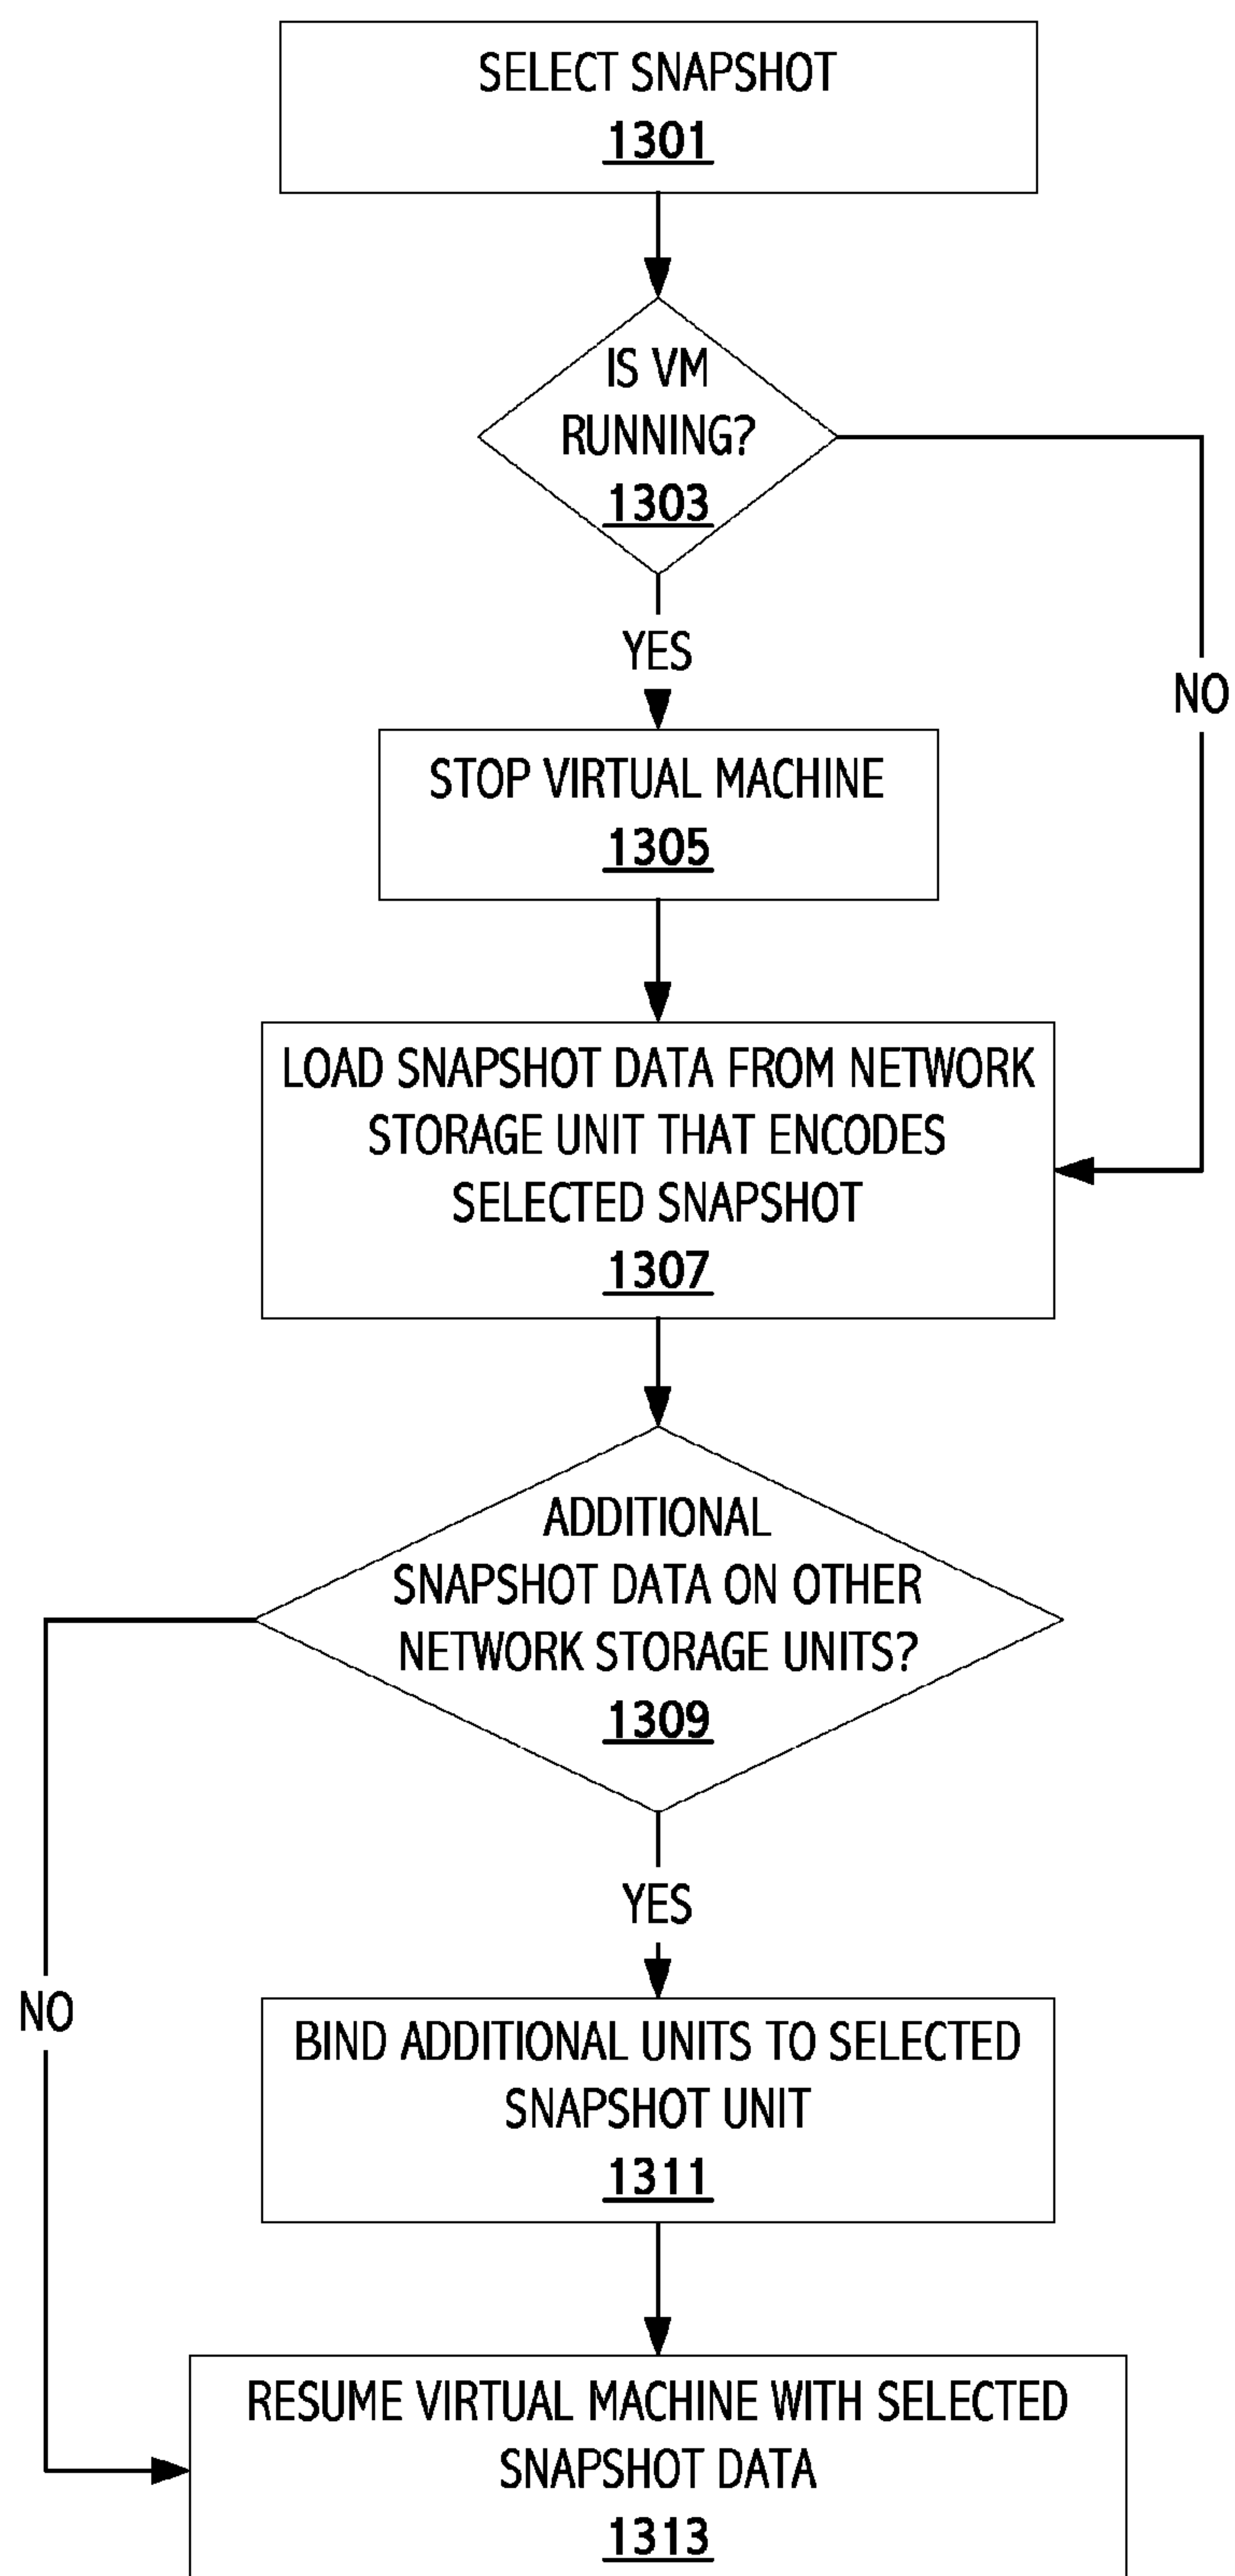 SELECT SNAPSHOT
1301
IS VM
RUNNING?
1303
YES
NO
STOP VIRTUAL MACHINE
1305
LOAD SNAPSHOT DATA FROM NETWORK
STORAGE UNIT THAT ENCODES
SELECTED SNAPSHOT
1307
ADDITIONAL
SNAPSHOT DATA ON OTHER
NETWORK STORAGE UNITS?
1309
YES
NO
BIND ADDITIONAL UNITS TO SELECTED
SNAPSHOT UNIT
1311
RESUME VIRTUAL MACHINE WITH SELECTED
SNAPSHOT DATA
1313